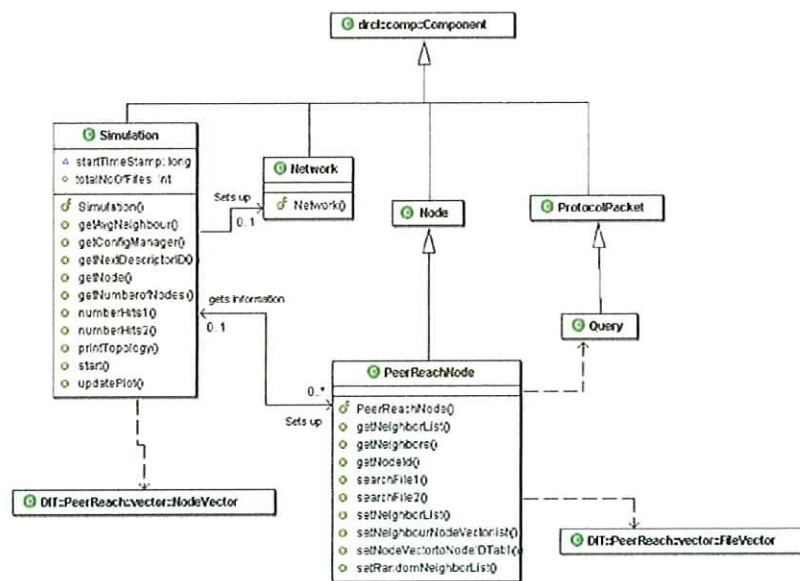 drcl::comp::Component
Simulation
startTimeStamp: long
totalNoOfFiles: int
Simulation()
getAvgNeighbour()
getConfigManager()
getNextDescriptorID()
getNode()
getNumberofNodes()
numberHits1()
numberHits2()
printTopology()
start()
updatePlot()
Sets up
0..1
Network
Network()
Node
ProtocolPacket
gets information
0..1
Query
0..*
Sets up
PeerReachNode
PeerReachNode()
getNeighborList()
getNeighbors()
getNodeId()
searchFile1()
searchFile2()
setNeighborList()
setNeighbourNodeVectorlist()
setNodeVectortoNodeIDTabl(
setRandomNeighborList()
DIT::PeerReach::vector::NodeVector
DIT::PeerReach::vector::FileVector